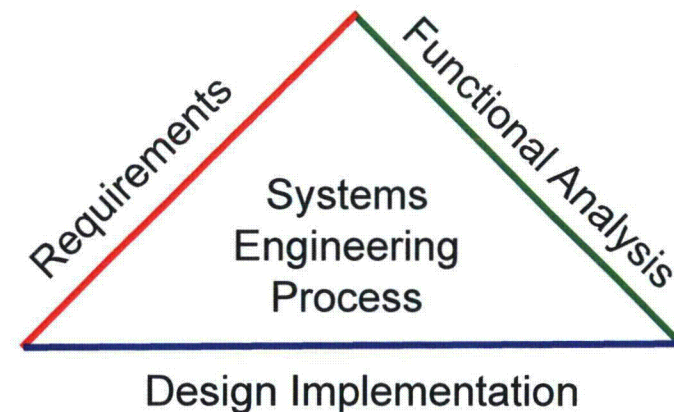 Requirements
Functional Analysis
Systems
Engineering
Process
Design Implementation